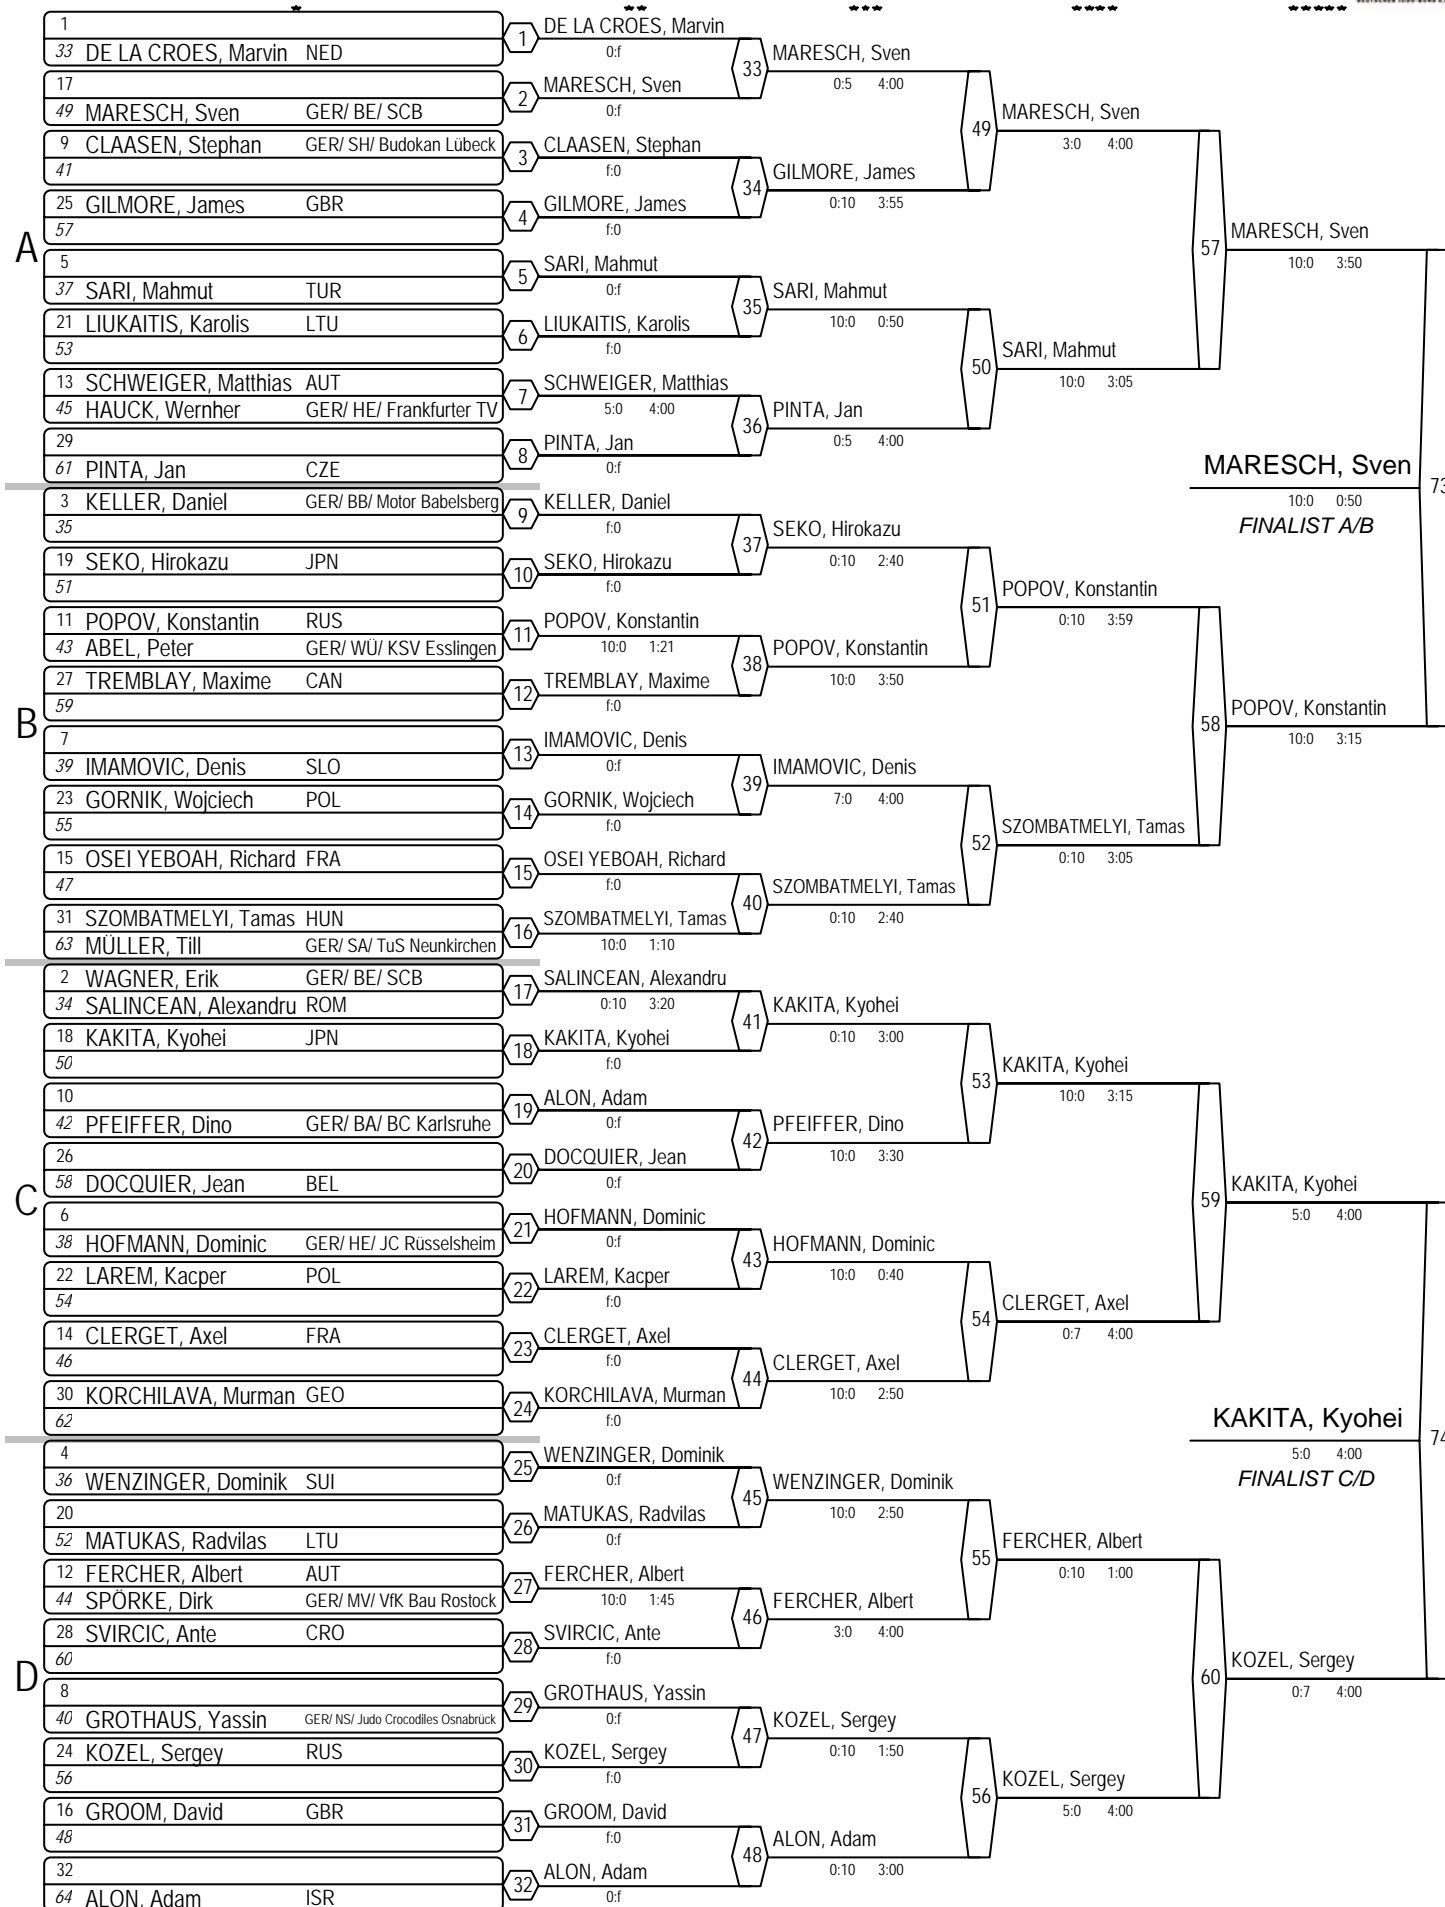 * ** *** **** *****
A
1
33 DE LA CROES, Marvin NED
17
49 MARESCH, Sven GER/ BE/ SCB
9 CLAASEN, Stephan GER/ SH/ Budokan Lübeck
41
25 GILMORE, James GBR
57
5
37 SARI, Mahmut TUR
21 LIUKAITIS, Karolis LTU
53
13 SCHWEIGER, Matthias AUT
45 HAUCK, Wernher GER/ HE/ Frankfurter TV
29
61 PINTA, Jan CZE
B
3 KELLER, Daniel GER/ BB/ Motor Babelsberg
35
19 SEKO, Hirokazu JPN
51
11 POPOV, Konstantin RUS
43 ABEL, Peter GER/ WÜ/ KSV Esslingen
27 TREMBLAY, Maxime CAN
59
7
39 IMAMOVIC, Denis SLO
23 GORNIK, Wojciech POL
55
15 OSEI YEBOAH, Richard FRA
47
31 SZOMBATMELYI, Tamas HUN
63 MÜLLER, Till GER/ SA/ TuS Neunkirchen
C
2 WAGNER, Erik GER/ BE/ SCB
34 SALINCEAN, Alexandru ROM
18 KAKITA, Kyohei JPN
50
10
42 PFEIFFER, Dino GER/ BA/ BC Karlsruhe
26
58 DOCQUIER, Jean BEL
6
38 HOFMANN, Dominic GER/ HE/ JC Rüsselsheim
22 LAREM, Kacper POL
54
14 CLERGET, Axel FRA
46
30 KORCHILAVA, Murman GEO
62
D
4
36 WENZINGER, Dominik SUI
20
52 MATUKAS, Radvilas LTU
12 FERCHER, Albert AUT
44 SPÖRKE, Dirk GER/ MV/ VfK Bau Rostock
28 SVIRCIC, Ante CRO
60
8
40 GROTHAUS, Yassin GER/ NS/ Judo Crocodiles Osnabrück
24 KOZEL, Sergey RUS
56
16 GROOM, David GBR
48
32
64 ALON, Adam ISR
1 DE LA CROES, Marvin
0:f
2 MARESCH, Sven
0:f
3 CLAASEN, Stephan
f:0
4 GILMORE, James
f:0
5 SARI, Mahmut
0:f
6 LIUKAITIS, Karolis
f:0
7 SCHWEIGER, Matthias
5:0 4:00
8 PINTA, Jan
0:f
9 KELLER, Daniel
f:0
10 SEKO, Hirokazu
f:0
11 POPOV, Konstantin
10:0 1:21
12 TREMBLAY, Maxime
f:0
13 IMAMOVIC, Denis
0:f
14 GORNIK, Wojciech
f:0
15 OSEI YEBOAH, Richard
f:0
16 SZOMBATMELYI, Tamas
10:0 1:10
17 SALINCEAN, Alexandru
0:10 3:20
18 KAKITA, Kyohei
f:0
19 ALON, Adam
0:f
20 DOCQUIER, Jean
0:f
21 HOFMANN, Dominic
0:f
22 LAREM, Kacper
f:0
23 CLERGET, Axel
f:0
24 KORCHILAVA, Murman
f:0
25 WENZINGER, Dominik
0:f
26 MATUKAS, Radvilas
0:f
27 FERCHER, Albert
10:0 1:45
28 SVIRCIC, Ante
f:0
29 GROTHAUS, Yassin
0:f
30 KOZEL, Sergey
f:0
31 GROOM, David
f:0
32 ALON, Adam
0:f
33 MARESCH, Sven
0:5 4:00
34 GILMORE, James
0:10 3:55
35 SARI, Mahmut
10:0 0:50
36 PINTA, Jan
0:5 4:00
37 SEKO, Hirokazu
0:10 2:40
38 POPOV, Konstantin
10:0 3:50
39 IMAMOVIC, Denis
7:0 4:00
40 SZOMBATMELYI, Tamas
0:10 2:40
41 KAKITA, Kyohei
0:10 3:00
42 PFEIFFER, Dino
10:0 3:30
43 HOFMANN, Dominic
10:0 0:40
44 CLERGET, Axel
10:0 2:50
45 WENZINGER, Dominik
10:0 2:50
46 FERCHER, Albert
3:0 4:00
47 KOZEL, Sergey
0:10 1:50
48 ALON, Adam
0:10 3:00
49 MARESCH, Sven
3:0 4:00
50 SARI, Mahmut
10:0 3:05
51 POPOV, Konstantin
0:10 3:59
52 SZOMBATMELYI, Tamas
0:10 3:05
53 KAKITA, Kyohei
10:0 3:15
54 CLERGET, Axel
0:7 4:00
55 FERCHER, Albert
0:10 1:00
56 KOZEL, Sergey
5:0 4:00
57 MARESCH, Sven
10:0 3:50
58 POPOV, Konstantin
10:0 3:15
59 KAKITA, Kyohei
5:0 4:00
60 KOZEL, Sergey
0:7 4:00
MARESCH, Sven 73
10:0 0:50
FINALIST A/B
KAKITA, Kyohei 74
5:0 4:00
FINALIST C/D